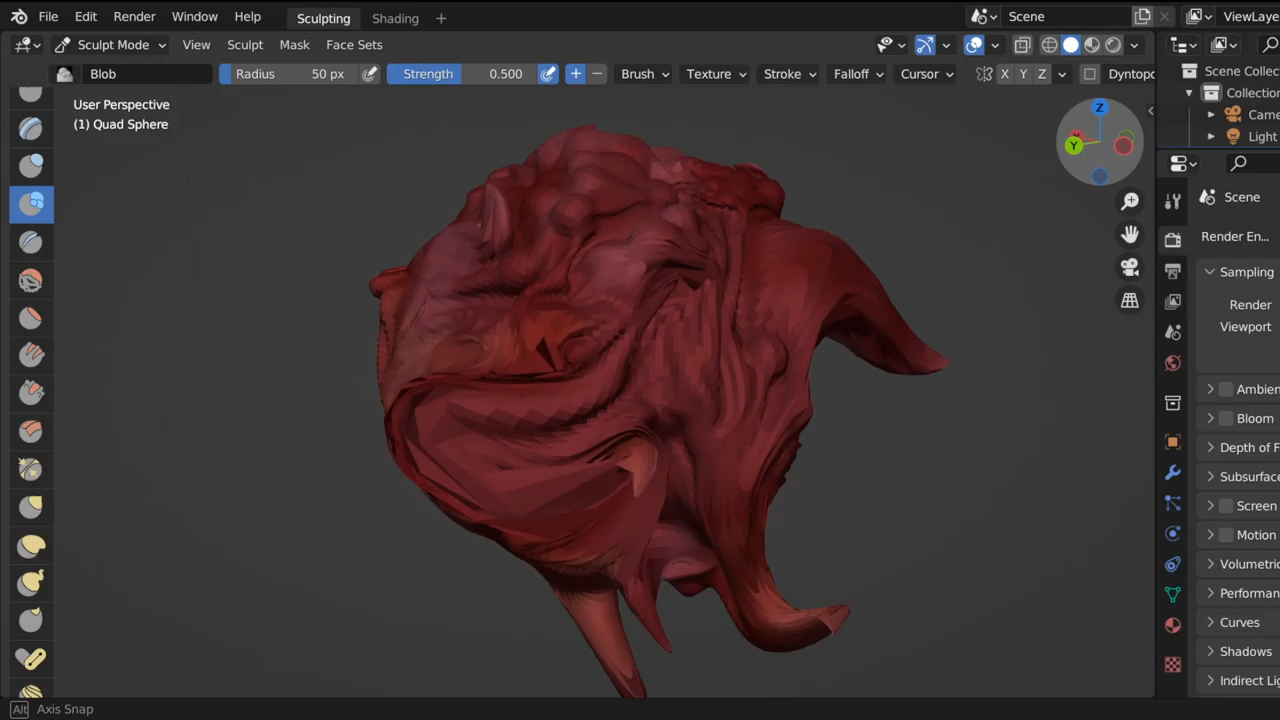 File Edit Render Window Help Sculpting Shading + Scene ViewLaye
Sculpt Mode View Sculpt Mask Face Sets
Blob Radius 50 px Strength 0.500 Brush Texture Stroke Falloff Cursor X Y Z Dyntopo
User Perspective
(1) Quad Sphere
Z
Y
Scene Collec
Collection
Came
Light
Scene
Render En...
Sampling
Render
Viewport
Ambien
Bloom
Depth of F
Subsurfac
Screen
Motion
Volumetric
Performan
Curves
Shadows
Indirect Lig
Alt Axis Snap